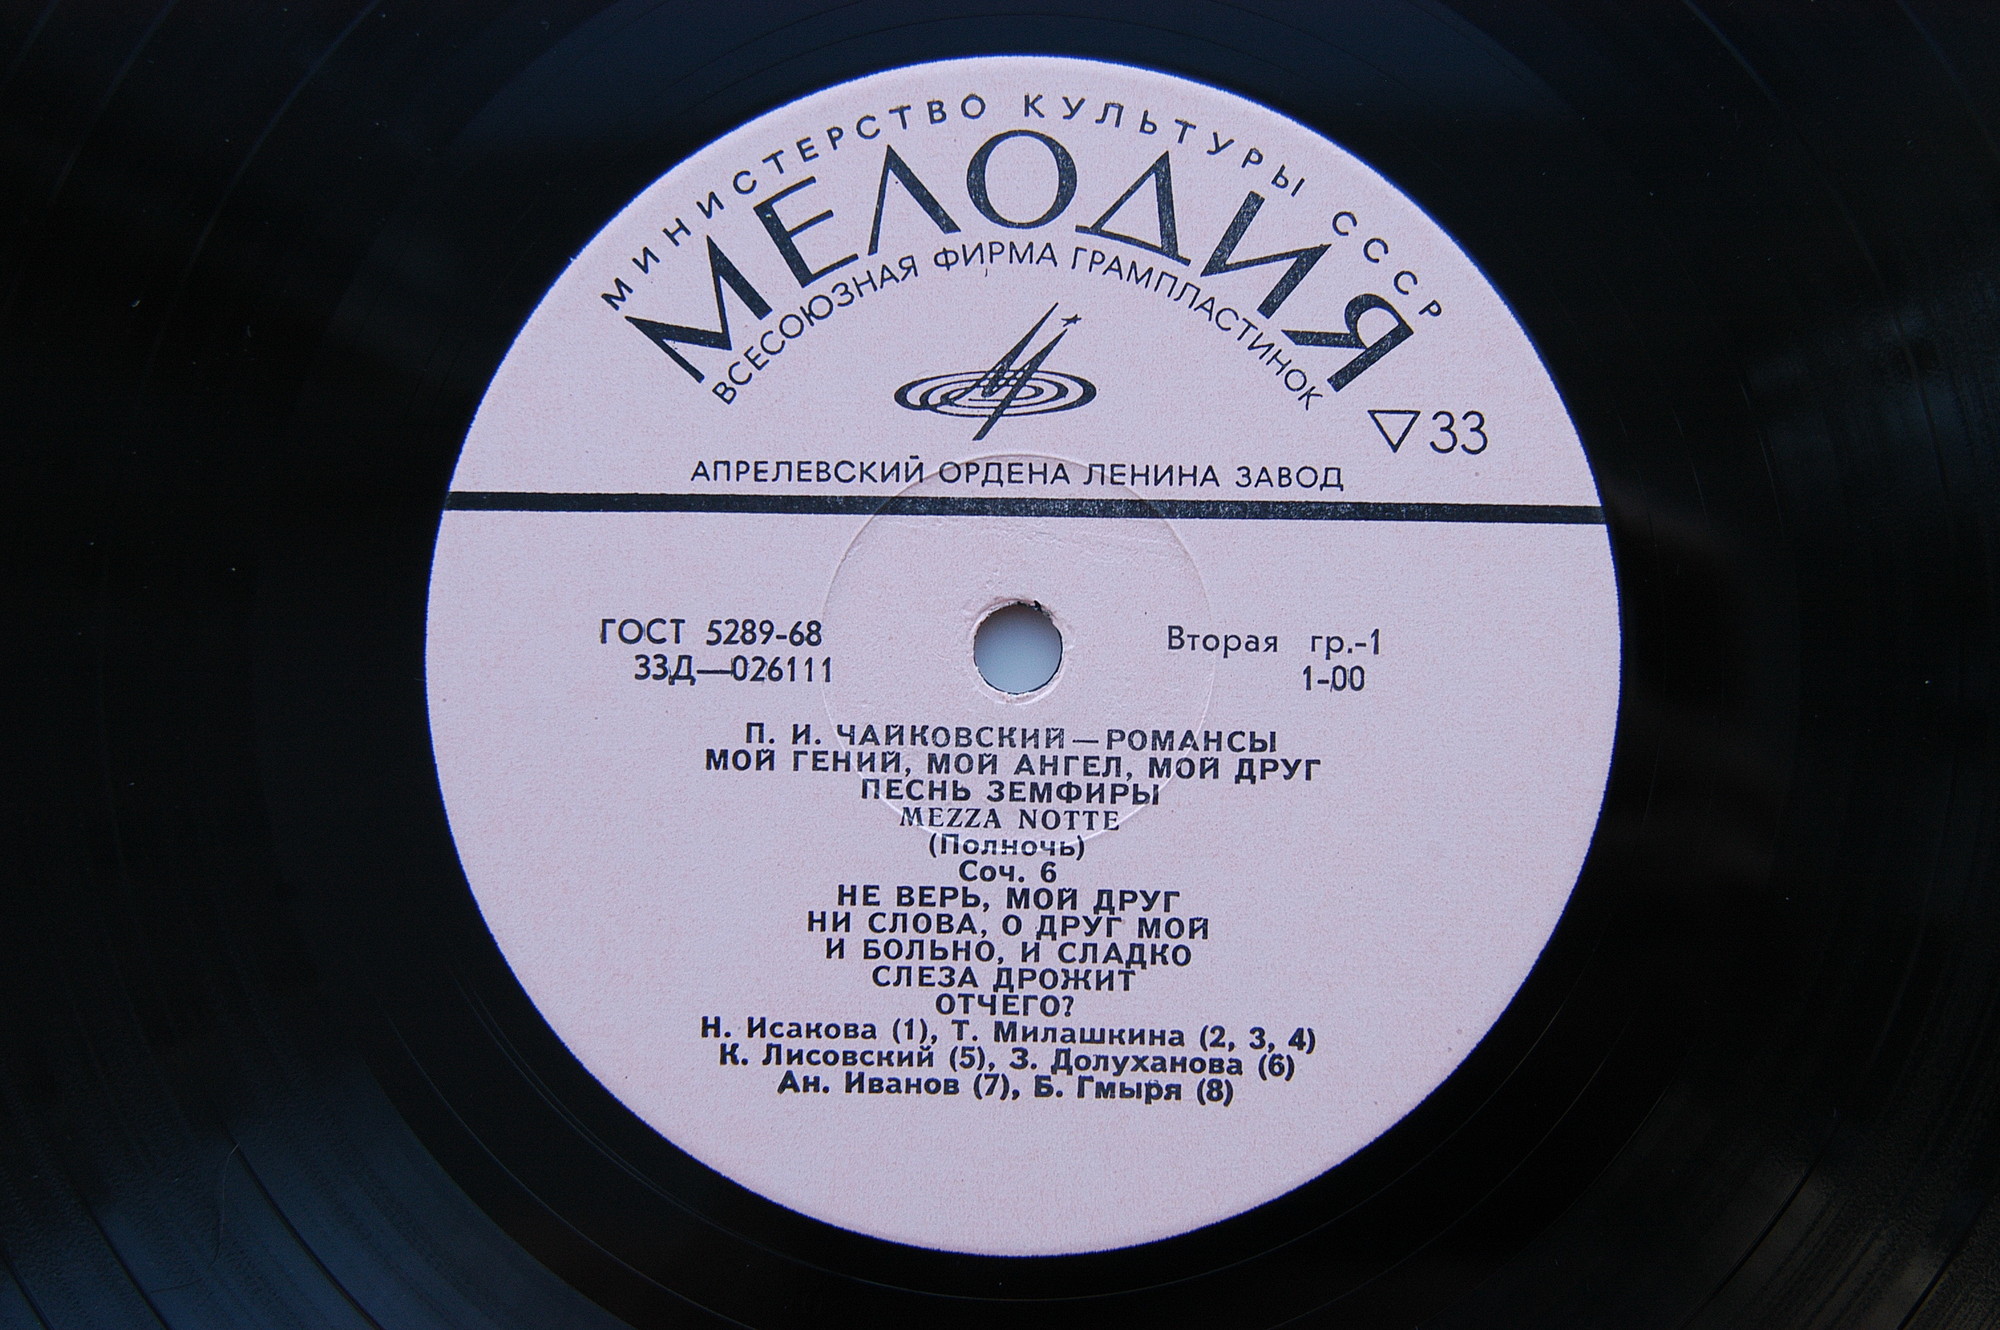 МИНИСТЕРСТВО КУЛЬТУРЫ СССР
МЕЛОДИЯ
ВСЕСОЮЗНАЯ ФИРМА ГРАМПЛАСТИНОК
▽33
АПРЕЛЕВСКИЙ ОРДЕНА ЛЕНИНА ЗАВОД
ГОСТ 5289-68
33Д—026111
Вторая гр.-1
1-00
П. И. ЧАЙКОВСКИЙ—РОМАНСЫ
МОЙ ГЕНИЙ, МОЙ АНГЕЛ, МОЙ ДРУГ
ПЕСНЬ ЗЕМФИРЫ
MEZZA NOTTE
(Полночь)
Соч. 6
НЕ ВЕРЬ, МОЙ ДРУГ
НИ СЛОВА, О ДРУГ МОЙ
И БОЛЬНО, И СЛАДКО
СЛЕЗА ДРОЖИТ
ОТЧЕГО?
Н. Исакова (1), Т. Милашкина (2, 3, 4)
К. Лисовский (5), З. Долуханова (6)
Ан. Иванов (7), Б. Гмыря (8)